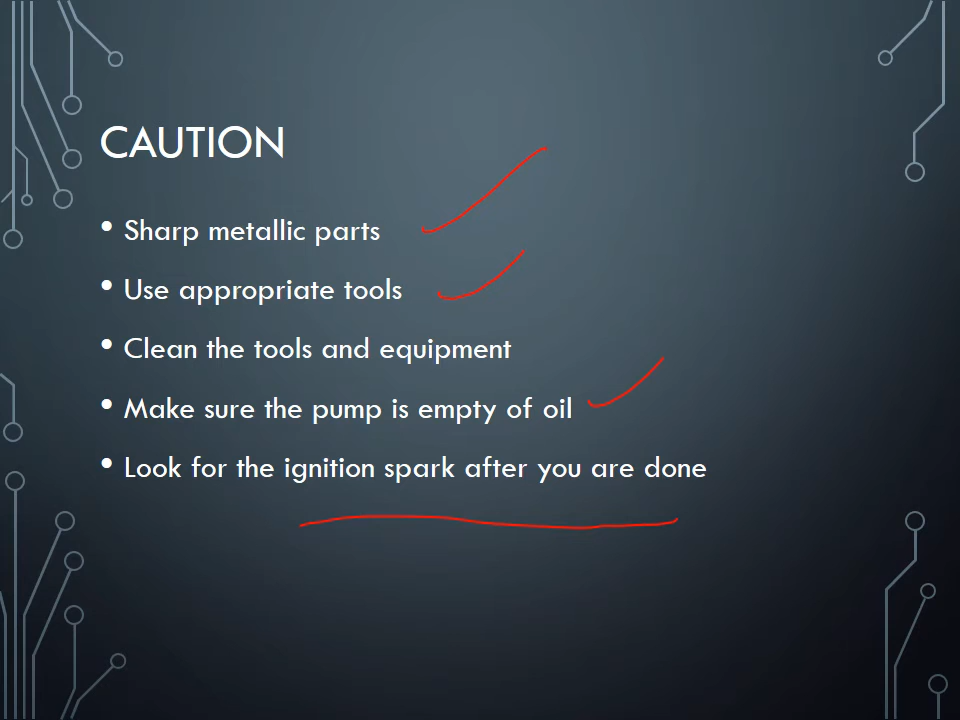 CAUTION
• Sharp metallic parts
• Use appropriate tools
• Clean the tools and equipment
• Make sure the pump is empty of oil
• Look for the ignition spark after you are done